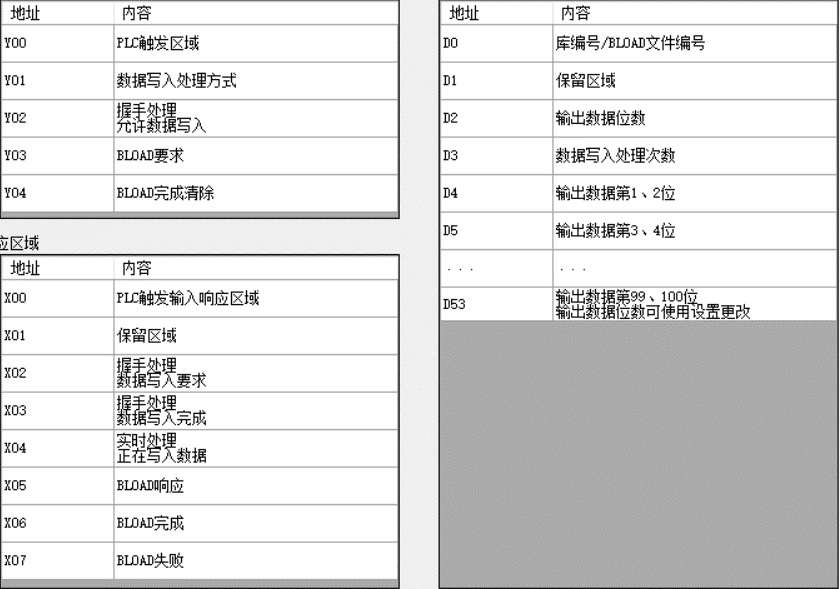 地址 内容
Y00 PLC触发区域
Y01 数据写入处理方式
Y02 握手处理
允许数据写入
Y03 BLOAD要求
Y04 BLOAD完成清除
应区域
地址 内容
X00 PLC触发输入响应区域
X01 保留区域
X02 握手处理
数据写入要求
X03 握手处理
数据写入完成
X04 实时处理
正在写入数据
X05 BLOAD响应
X06 BLOAD完成
X07 BLOAD失败
地址 内容
D0 库编号/BLOAD文件编号
D1 保留区域
D2 输出数据位数
D3 数据写入处理次数
D4 输出数据第1、2位
D5 输出数据第3、4位
... ...
D53 输出数据第99、100位
输出数据位数可使用设置更改